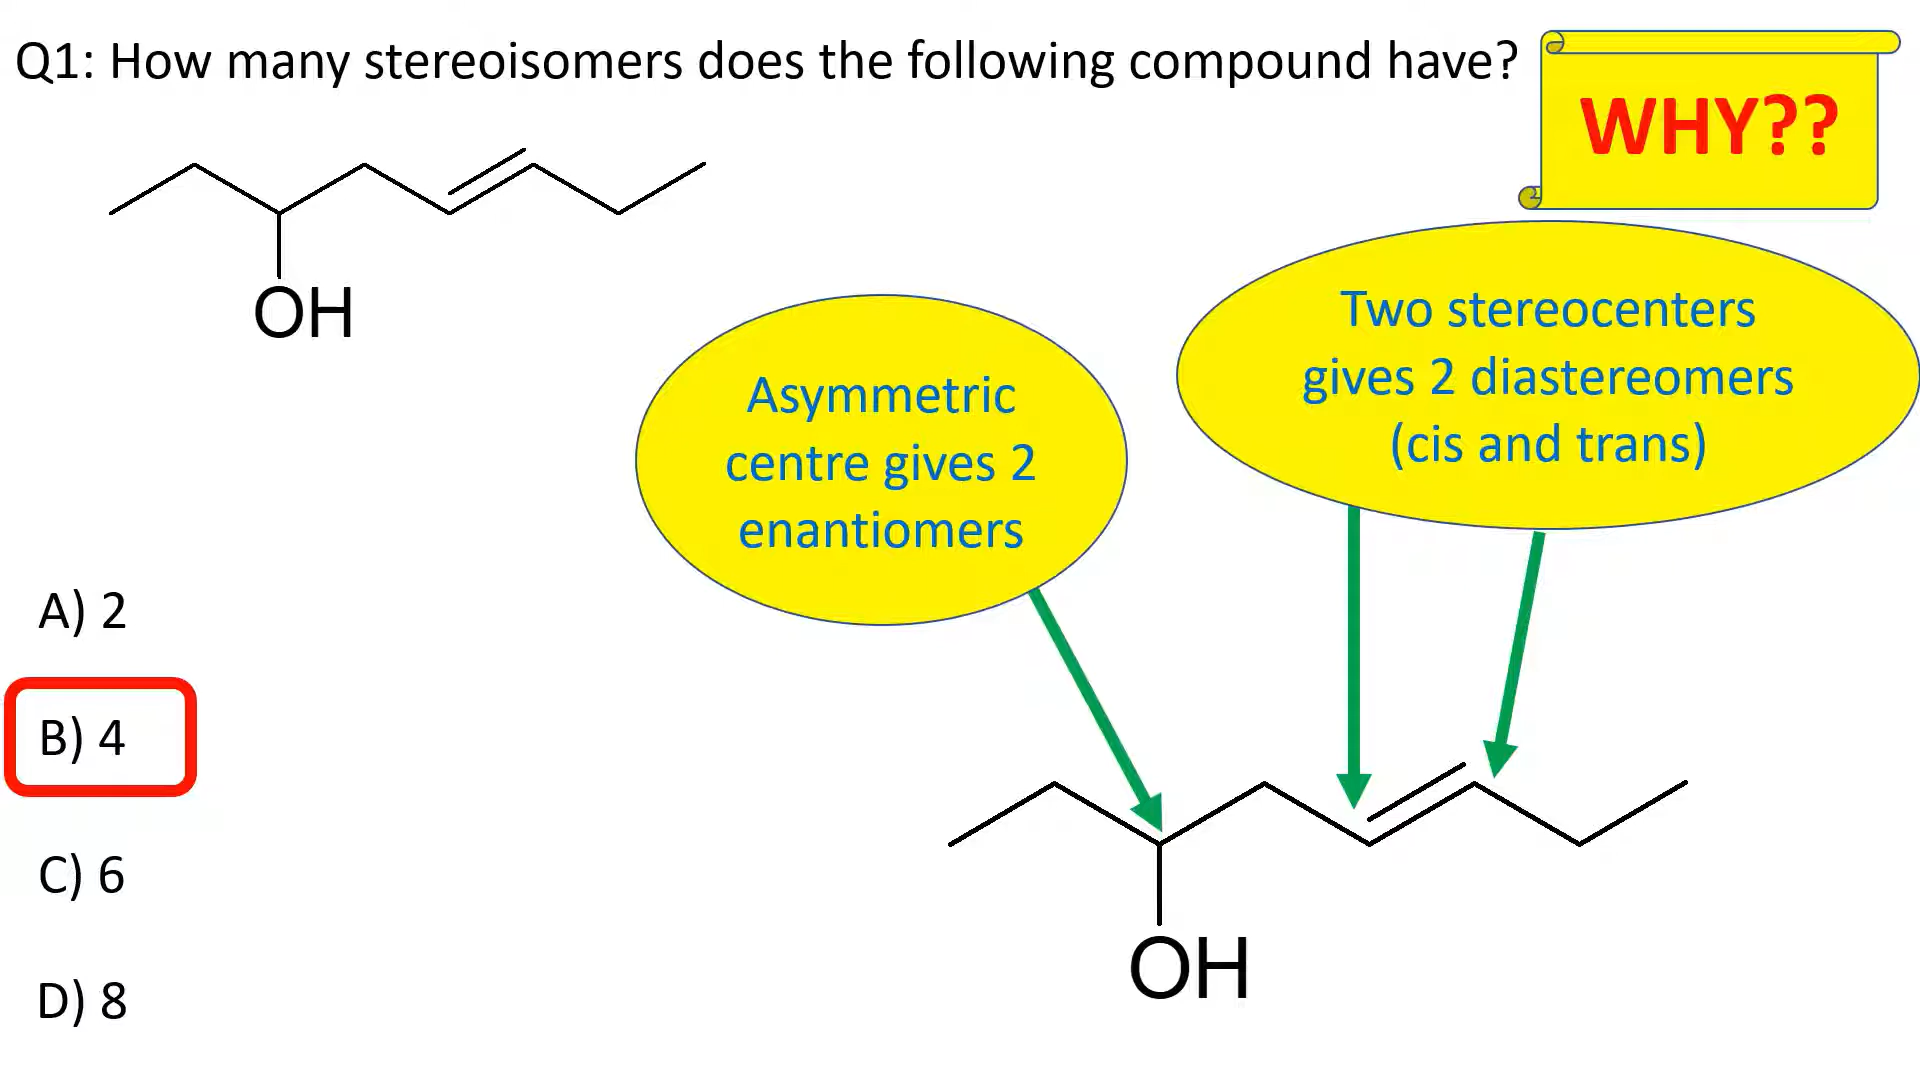 Q1: How many stereoisomers does the following compound have?
WHY??
OH
Two stereocenters
gives 2 diastereomers
(cis and trans)
Asymmetric
centre gives 2
enantiomers
A) 2
B) 4
C) 6
D) 8
OH